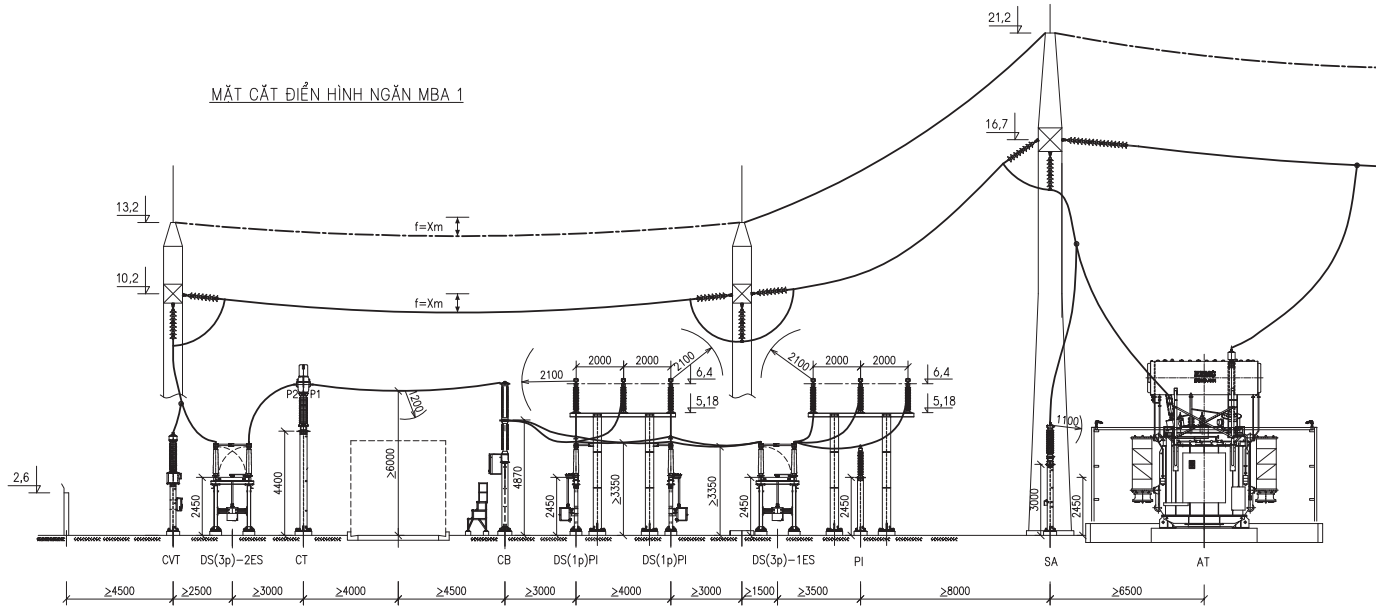 21,2
MẶT CẮT ĐIỂN HÌNH NGĂN MBA 1
16,7
13,2
f=Xm
10,2
f=Xm
2000 2000 2100 2100 2000 2000
2100 6,4 6,4
P2 P1
1200
5,18 5,18
1100
2,6
2450 4400 ≥6000 4870 2450 ≥3350 ≥3350 2450 2450 3000 2450
CVT DS(3p)-2ES CT CB DS(1p)PI DS(1p)PI DS(3p)-1ES PI SA AT
≥4500 ≥2500 ≥3000 ≥4000 ≥4500 ≥3000 ≥4000 ≥3000 ≥1500 ≥3500 ≥8000 ≥6500